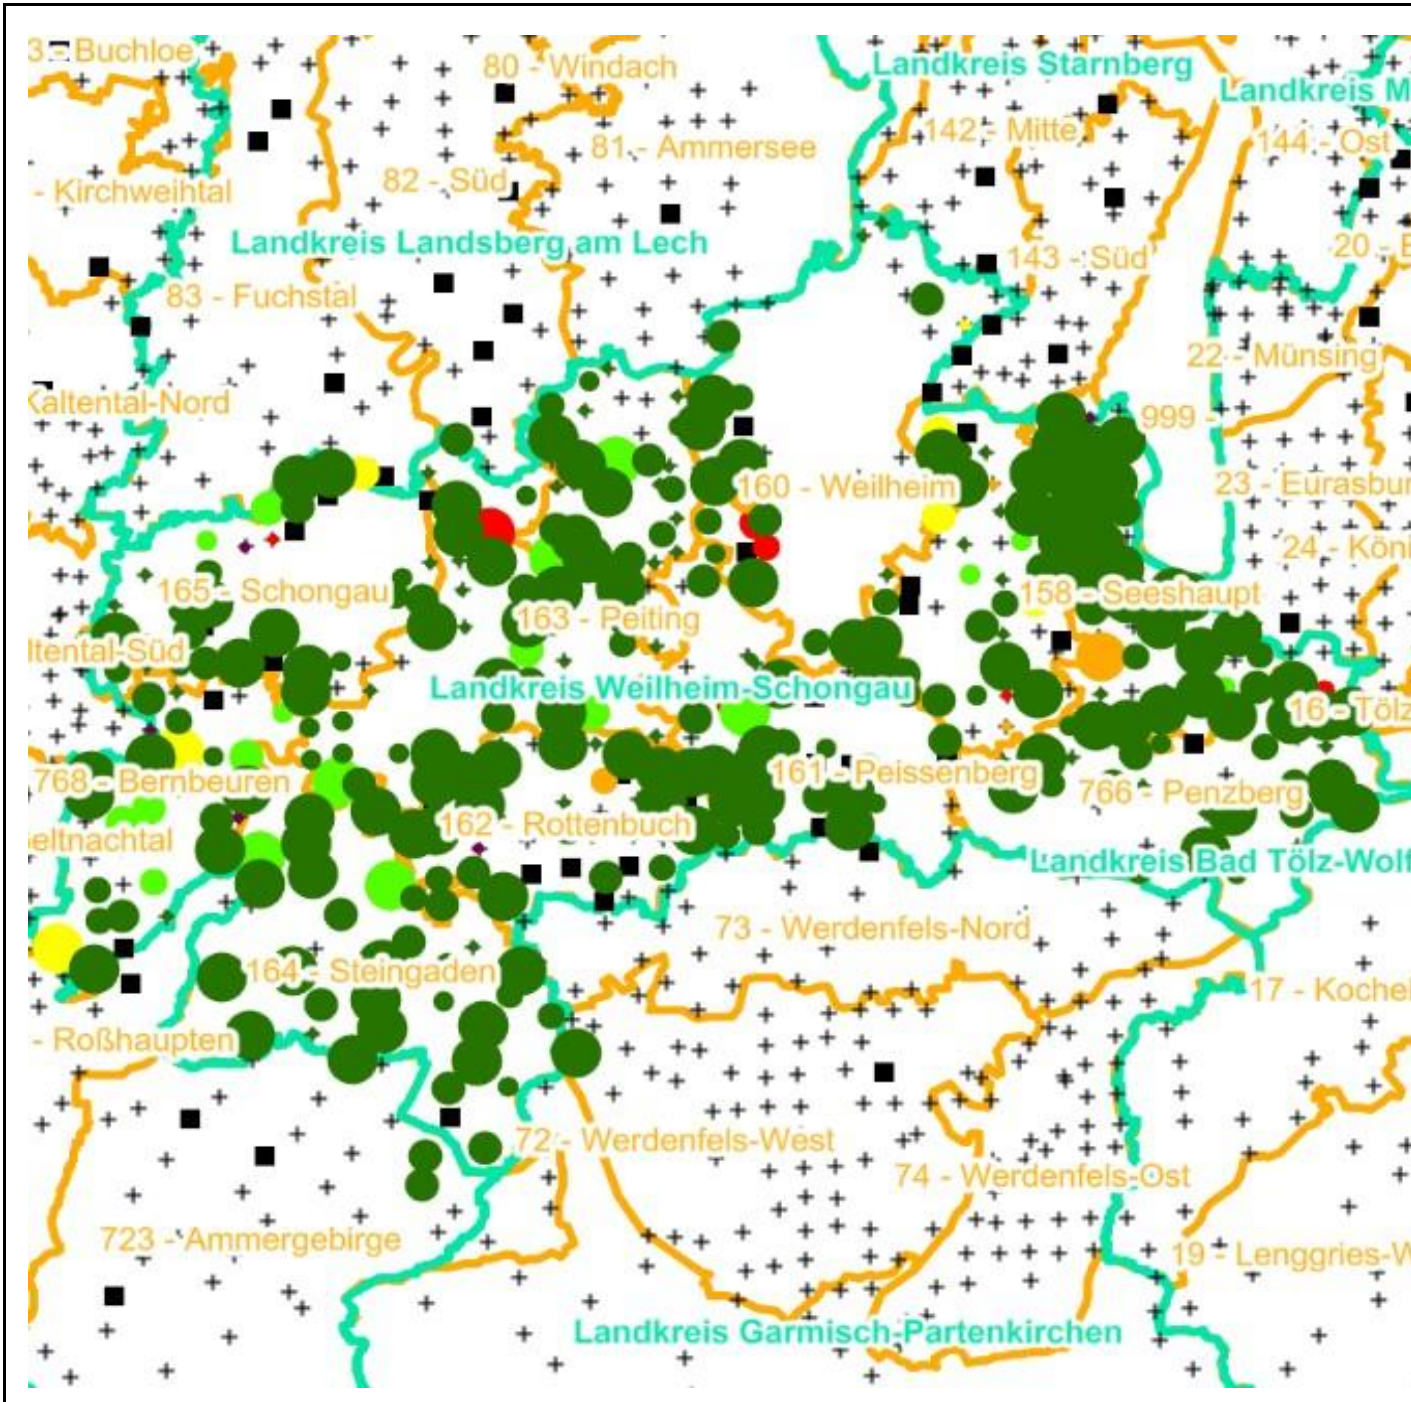 Buchloe
80 - Windach
Landkreis Starnberg
Landkreis M
142 - Mitte
144 - Ost
81 - Ammersee
82 - Süd
- Kirchweihtal
Landkreis Landsberg am Lech
20 -
143 - Süd
83 - Fuchstal
22 - Münsing
Kaltental-Nord
999 -
160 - Weilheim
23 - Eurasbur
24 - Köni
165 - Schongau
158 - Seeshaupt
163 - Peiting
ltental-Süd
Landkreis Weilheim-Schongau
16 - Tölz
768 - Bernbeuren
161 - Peissenberg
766 - Penzberg
162 - Rottenbuch
eltnachtal
Landkreis Bad Tölz-Wolf
73 - Werdenfels-Nord
164 - Steingaden
17 - Kochel
- Roßhaupten
72 - Werdenfels-West
74 - Werdenfels-Ost
723 - Ammergebirge
19 - Lenggries-W
Landkreis Garmisch-Partenkirchen